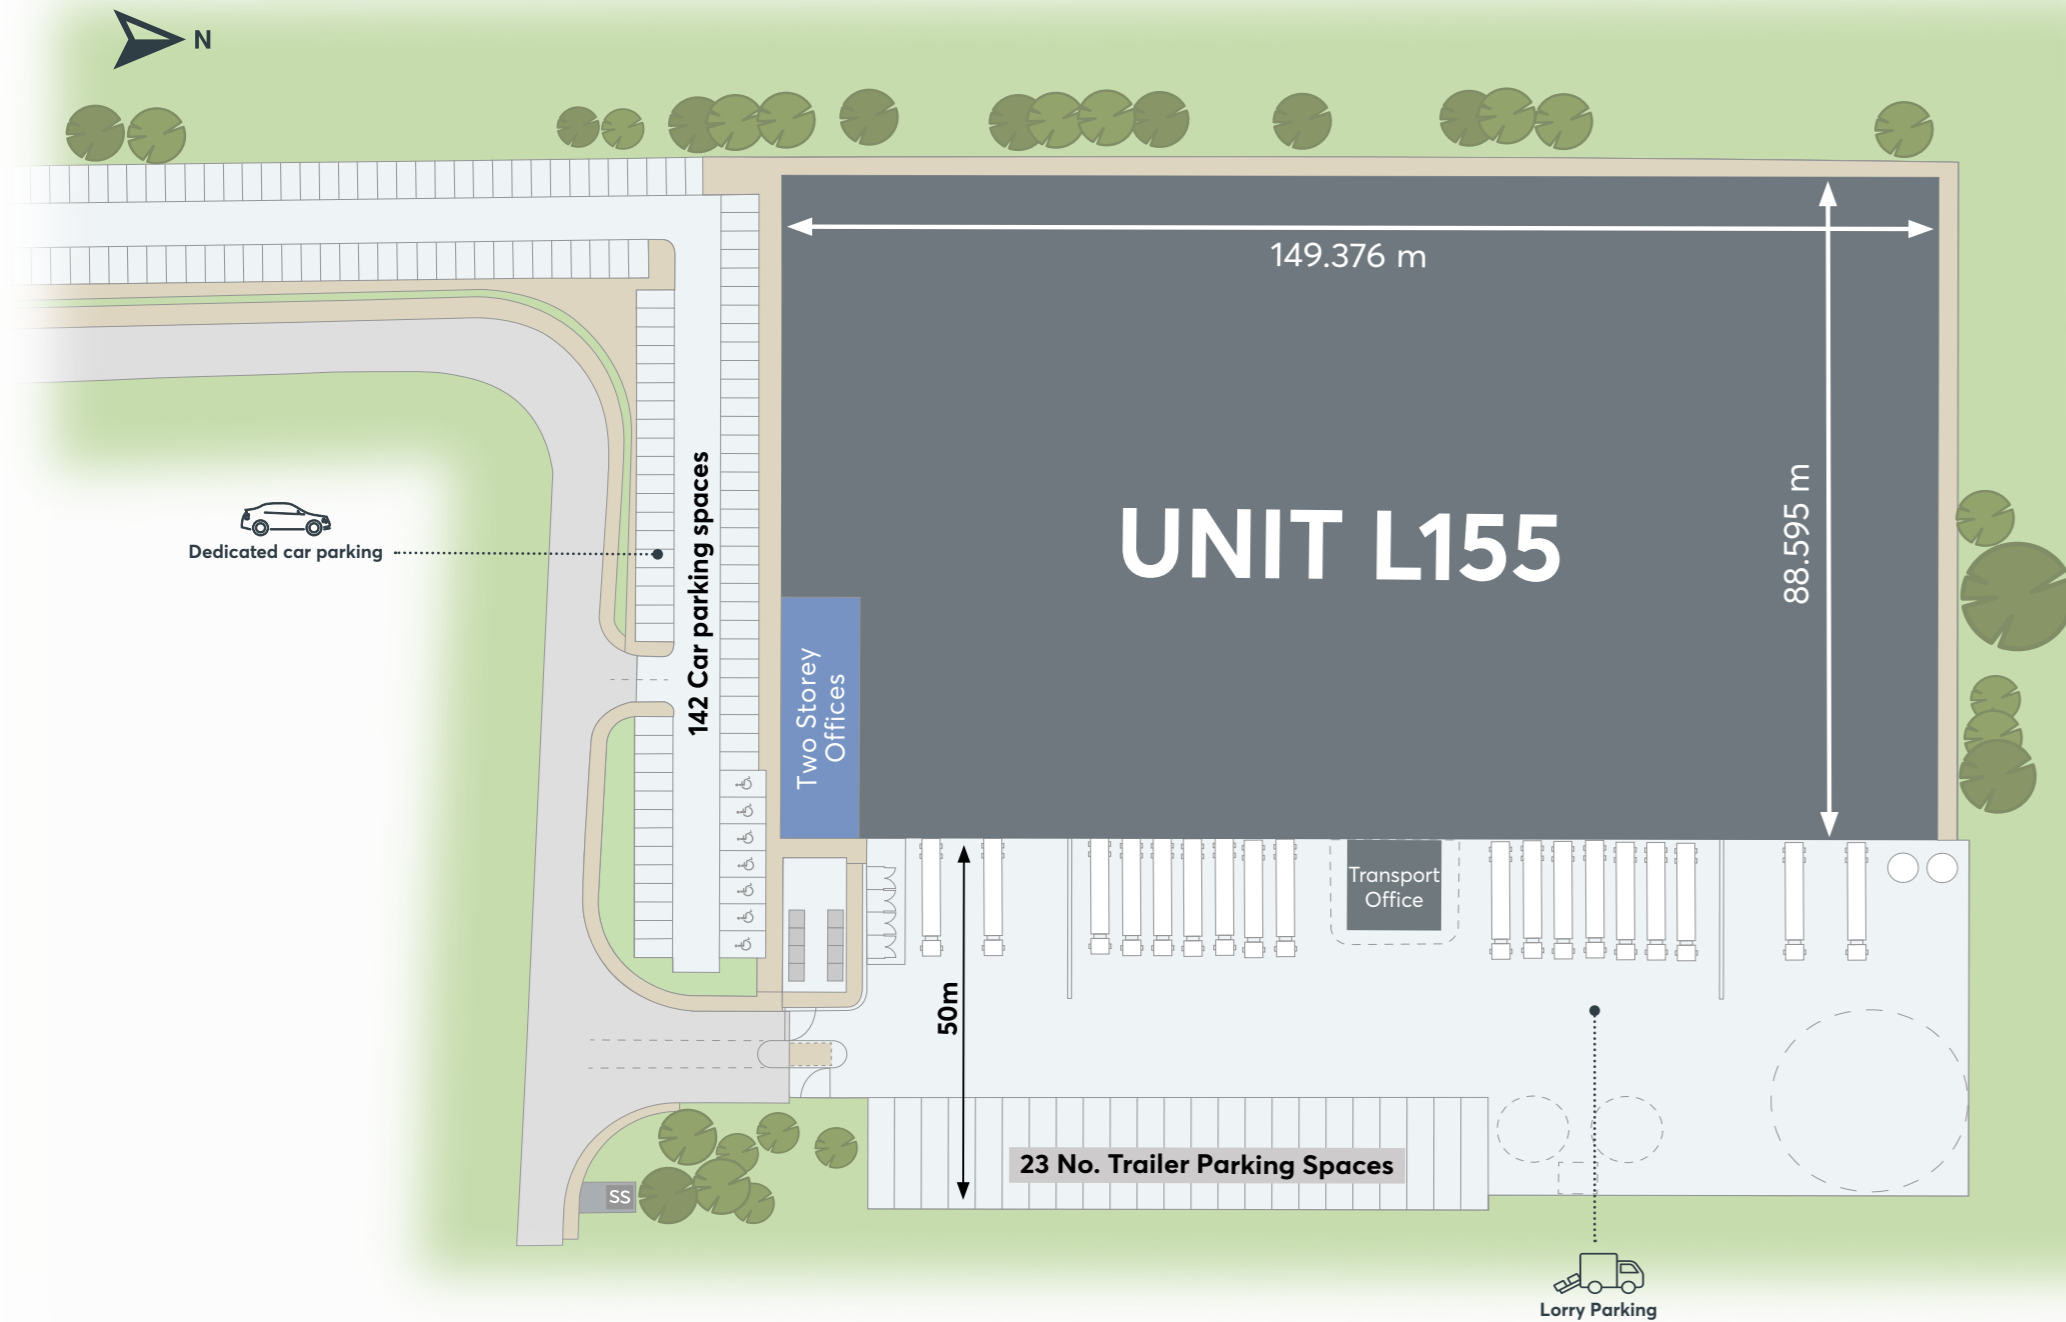 N
149.376 m
88.595 m
UNIT L155
Dedicated car parking
142 Car parking spaces
Two Storey
Offices
Transport
Office
50m
23 No. Trailer Parking Spaces
SS
Lorry Parking